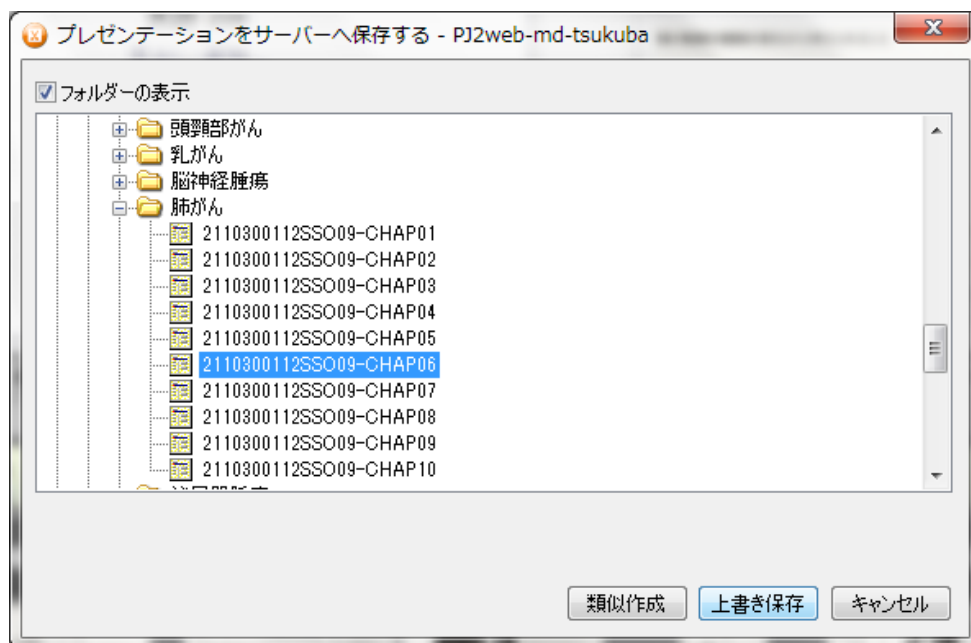 プレゼンテーションをサーバーへ保存する - PJ2web-md-tsukuba
フォルダーの表示
頭頸部がん
乳がん
脳神経腫瘍
肺がん
2110300112SSO09-CHAP01
2110300112SSO09-CHAP02
2110300112SSO09-CHAP03
2110300112SSO09-CHAP04
2110300112SSO09-CHAP05
2110300112SSO09-CHAP06
2110300112SSO09-CHAP07
2110300112SSO09-CHAP08
2110300112SSO09-CHAP09
2110300112SSO09-CHAP10
類似作成 上書き保存 キャンセル